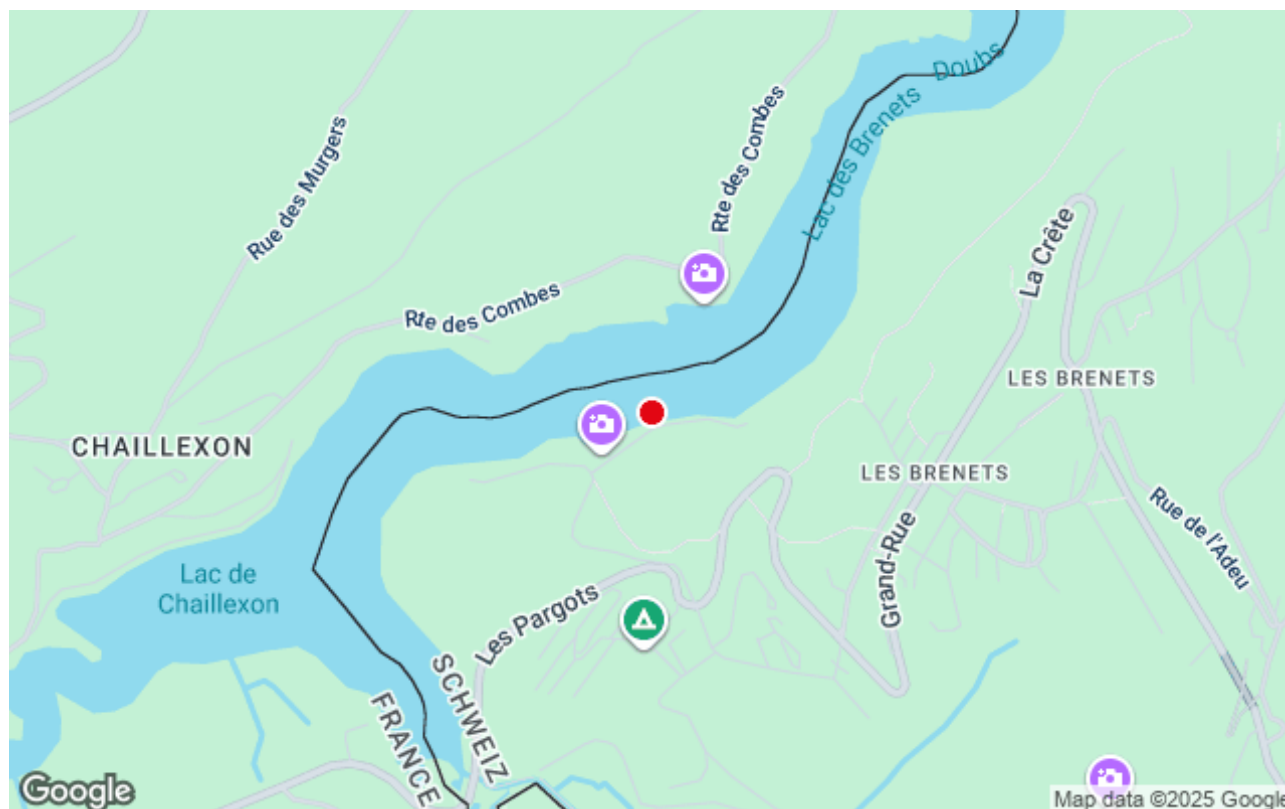 Doubs
Lac des Brenets
Rte des Combes
Rue des Murgers
La Crête
Rte des Combes
LES BRENETS
CHAILLEXON
LES BRENETS
Rue de l'Adeu
Grand-Rue
Lac de
Chaillexon
Les Pargots
SCHWEIZ
FRANCE
Google
Map data ©2025 Google